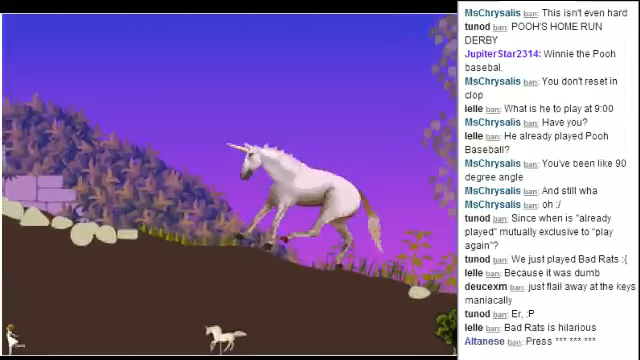 MsChrysalis ban: This isn't even hard
tunod ban: POOH'S HOME RUN
DERBY
JupiterStar2314: Winnie the Pooh
basebal.
MsChrysalis ban: You don't reset in
clop
lelle ban: What is he to play at 9:00
MsChrysalis ban: Have you?
lelle ban: He already played Pooh
Baseball?
MsChrysalis ban: You've been like 90
degree angle
MsChrysalis ban: And still wha
MsChrysalis ban: oh :/
tunod ban: Since when is "already
played" mutually exclusive to "play
again"?
tunod ban: We just played Bad Rats :{
lelle ban: Because it was dumb
deucexm ban: just flail away at the keys
maniacally
tunod ban: Er, :P
lelle ban: Bad Rats is hilarious
Altanese ban: Press *** *** ***